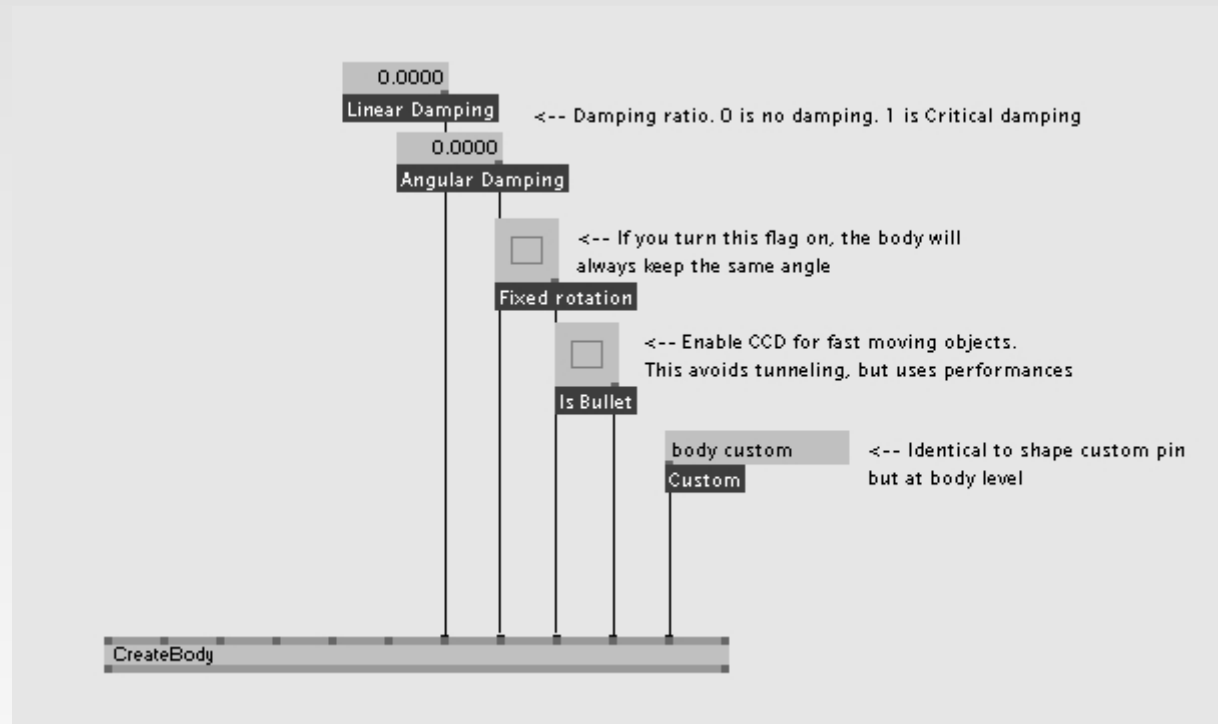 0.0000
Linear Damping
<-- Damping ratio. 0 is no damping. 1 is Critical damping
0.0000
Angular Damping
<-- If you turn this flag on, the body will
always keep the same angle
Fixed rotation
<-- Enable CCD for fast moving objects.
This avoids tunneling, but uses performances
Is Bullet
body custom
<-- Identical to shape custom pin
Custom
but at body level
CreateBody